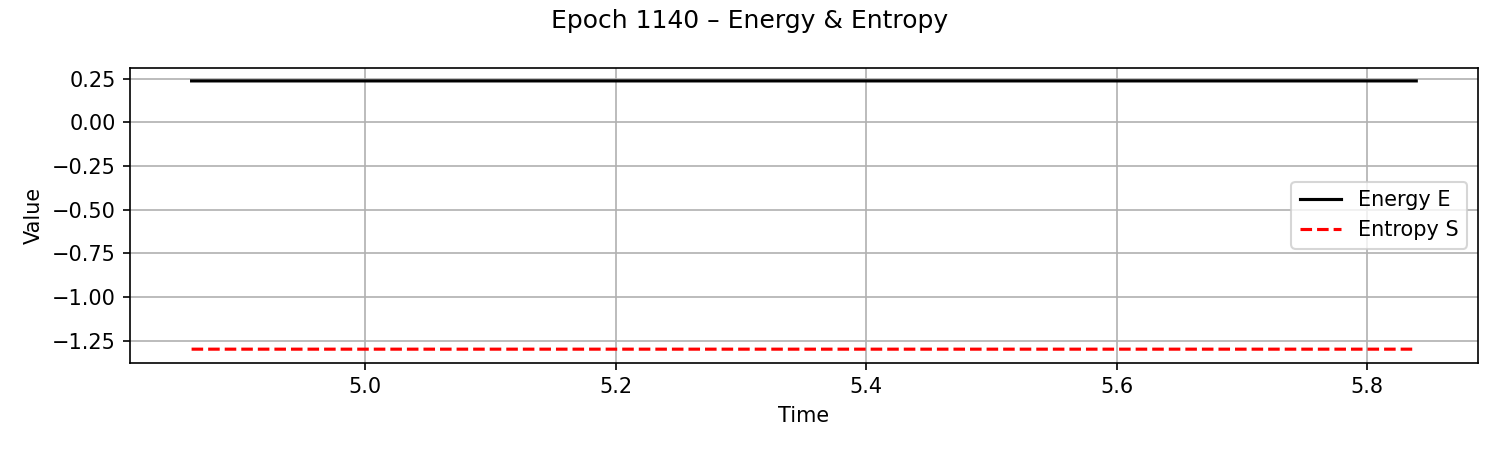 Epoch 1140 – Energy & Entropy
Value
0.25
0.00
−0.25
−0.50
−0.75
−1.00
−1.25
Energy E
Entropy S
5.0 5.2 5.4 5.6 5.8
Time